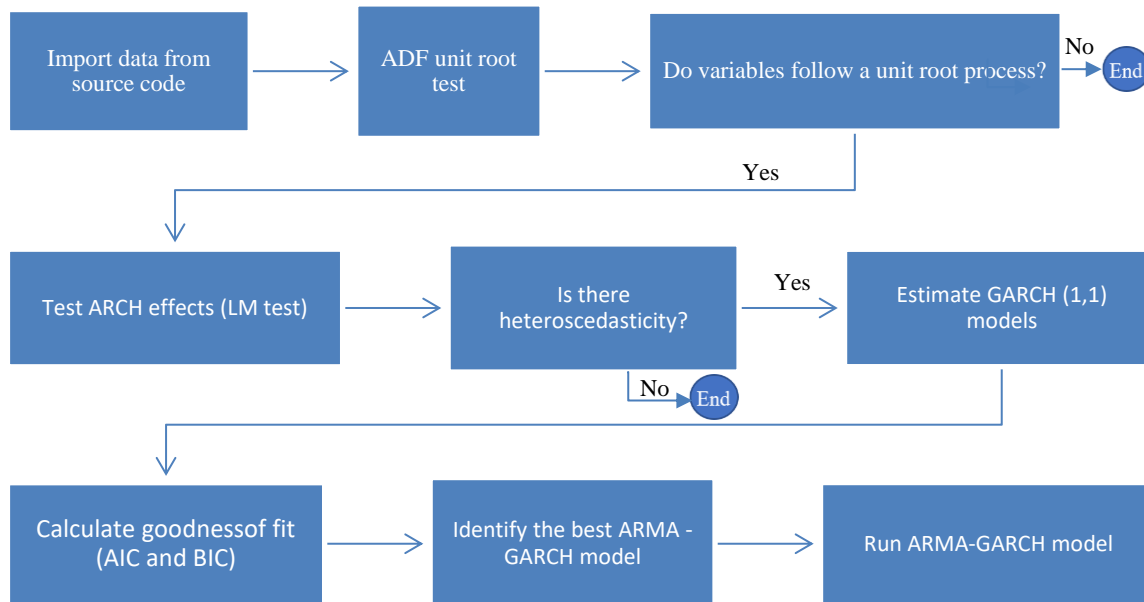 Import data from
source code
ADF unit root
test
Do variables follow a unit root process?
No
End
Yes
Test ARCH effects (LM test)
Is there
heteroscedasticity?
Yes
Estimate GARCH (1,1)
models
No
End
Calculate goodnessof fit
(AIC and BIC)
Identify the best ARMA -
GARCH model
Run ARMA-GARCH model